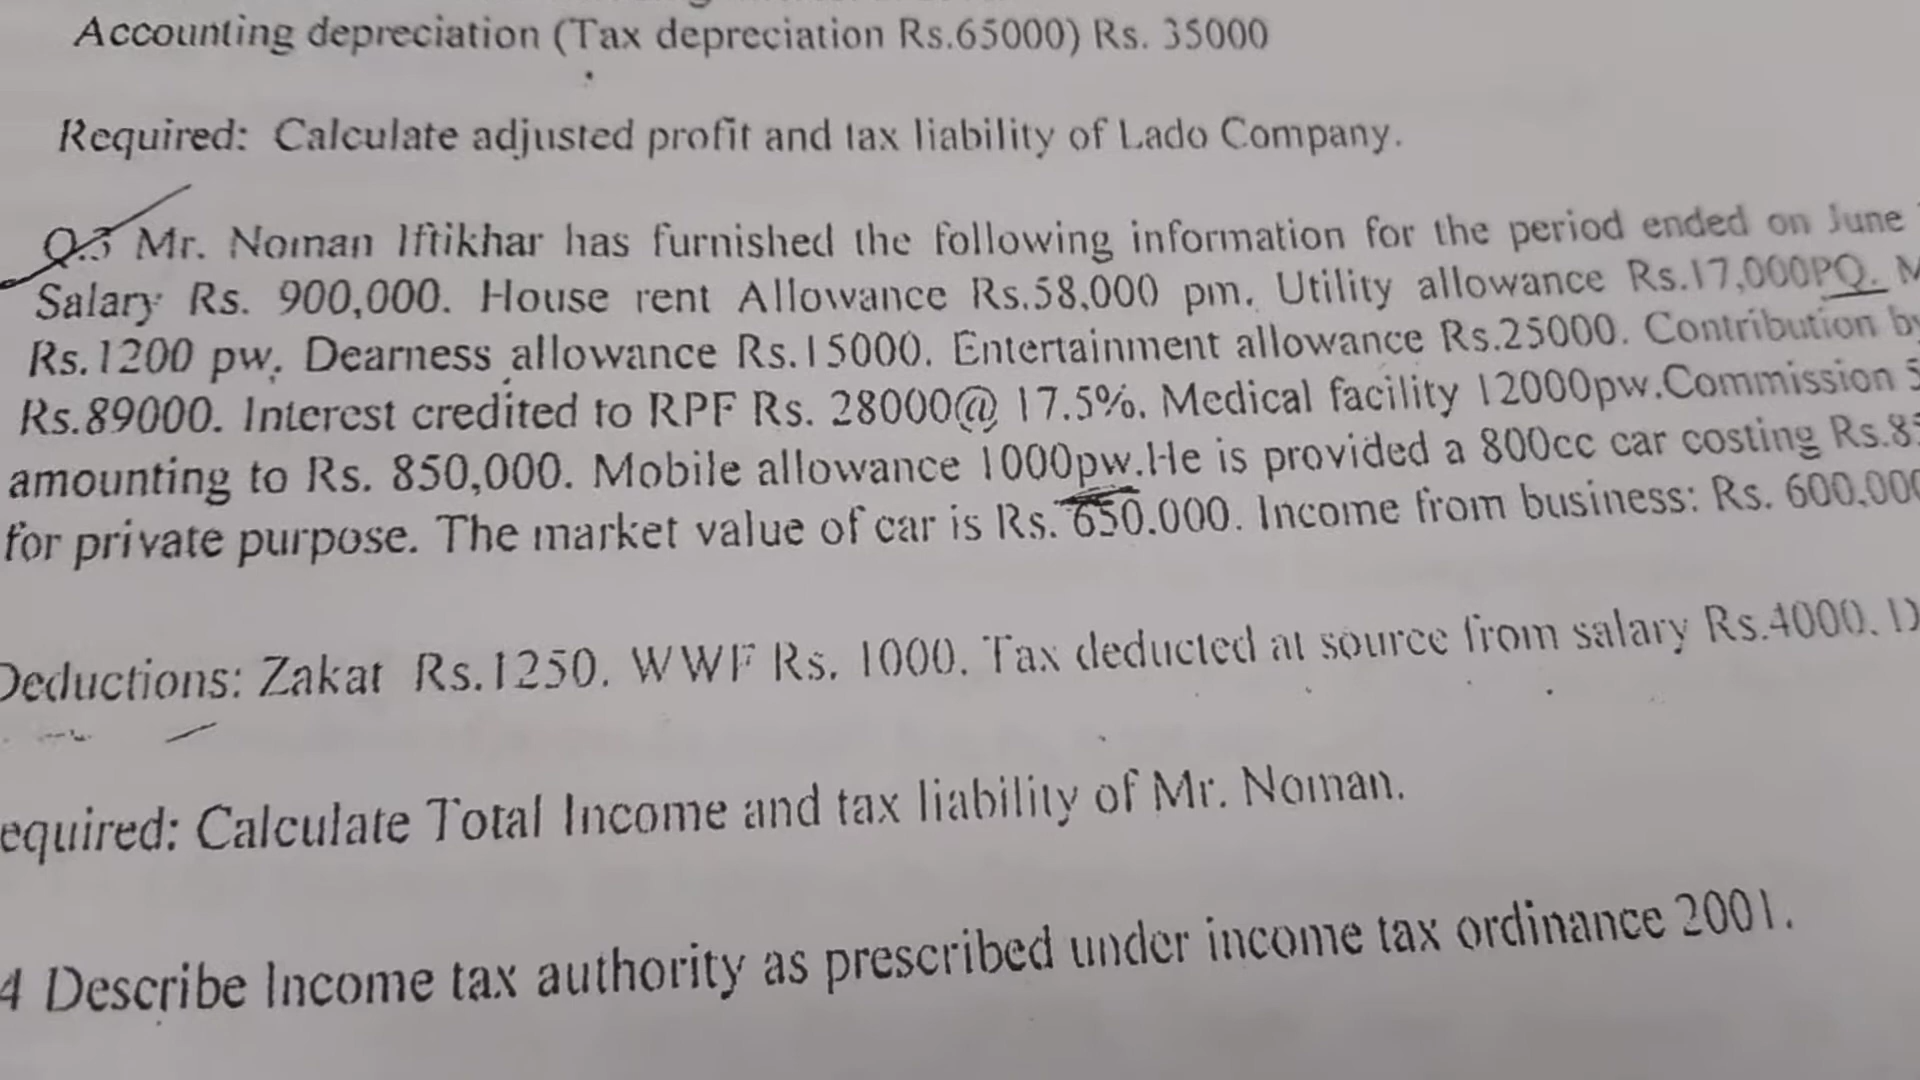 Accounting depreciation (Tax depreciation Rs.65000) Rs. 35000
Required: Calculate adjusted profit and tax liability of Lado Company.
Q.3 Mr. Noman Iftikhar has furnished the following information for the period ended on June
Salary Rs. 900,000. House rent Allowance Rs.58,000 pm. Utility allowance Rs.17,000PQ. M
Rs.1200 pw. Dearness allowance Rs.15000. Entertainment allowance Rs.25000. Contribution by
Rs.89000. Interest credited to RPF Rs. 28000@ 17.5%. Medical facility 12000pw.Commission 5
amounting to Rs. 850,000. Mobile allowance 1000pw.He is provided a 800cc car costing Rs.85
for private purpose. The market value of car is Rs. 650.000. Income from business: Rs. 600,000
Deductions: Zakat Rs.1250. WWF Rs. 1000. Tax deducted at source from salary Rs.4000. D
equired: Calculate Total Income and tax liability of Mr. Noman.
4 Describe Income tax authority as prescribed under income tax ordinance 2001.